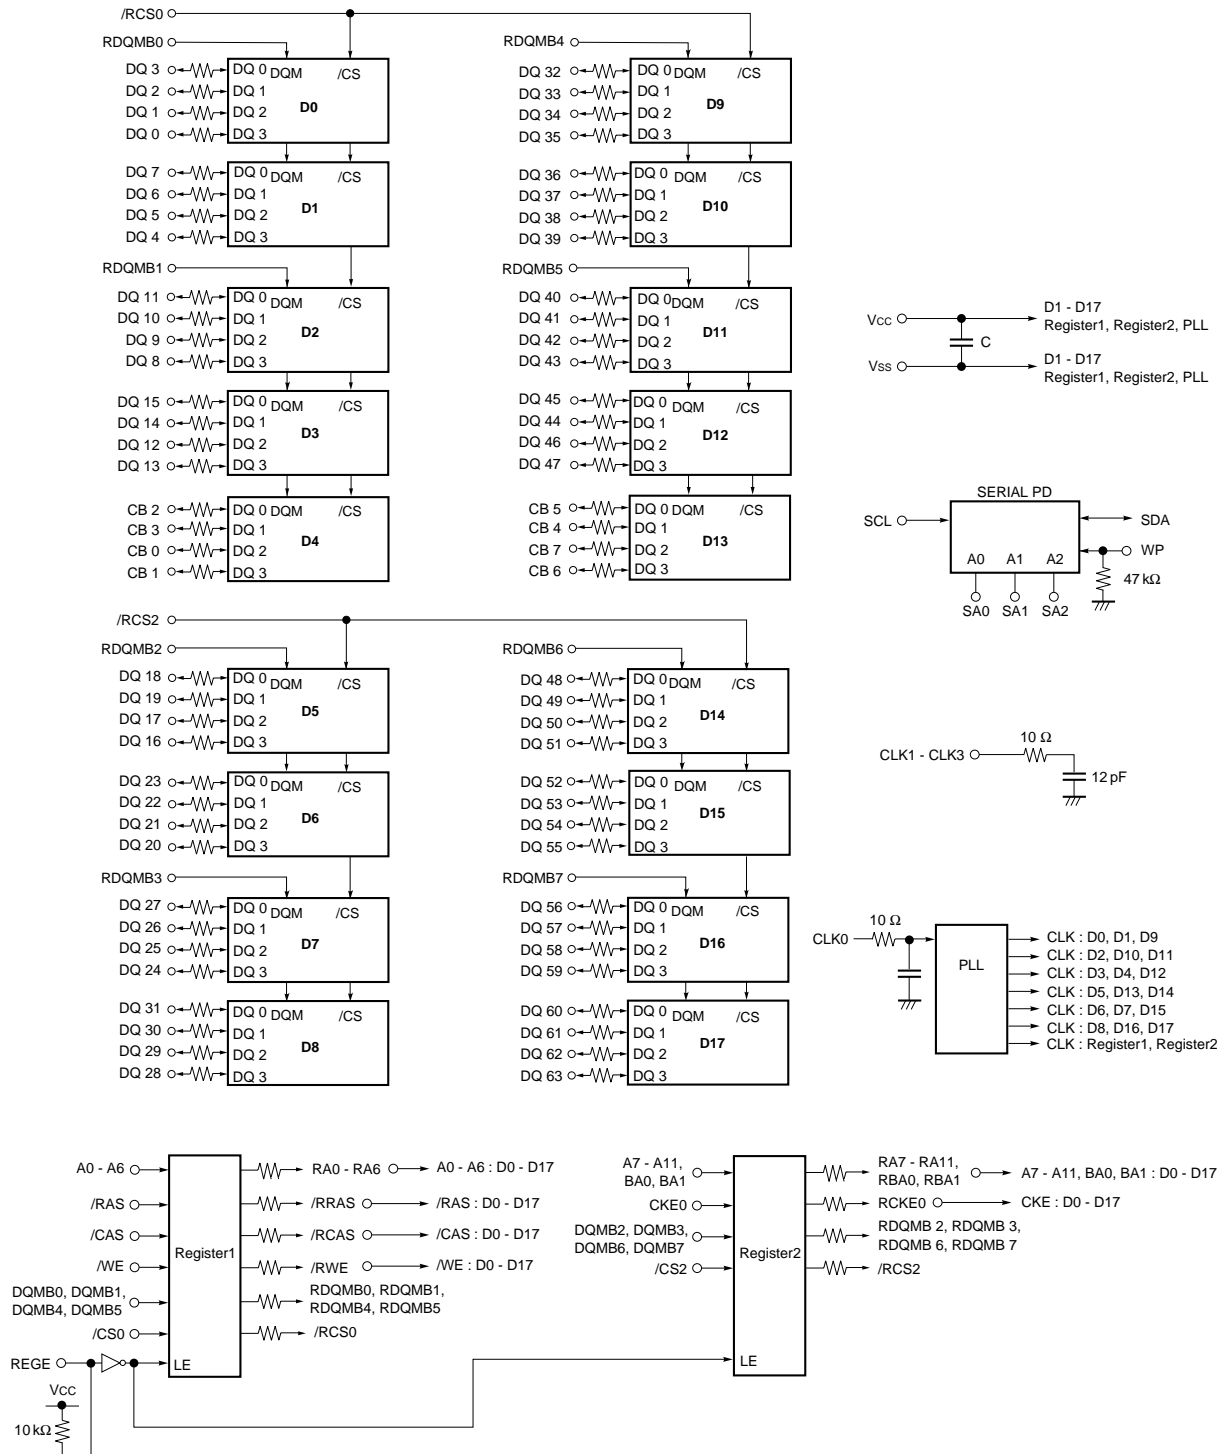 /RCS0
RDQMB0
DQ 3 DQ 0 DQM /CS
DQ 2 DQ 1
D0
DQ 1 DQ 2
DQ 0 DQ 3
DQ 7 DQ 0 DQM /CS
DQ 6 DQ 1
D1
DQ 5 DQ 2
DQ 4 DQ 3
RDQMB1
DQ 11 DQ 0 DQM /CS
DQ 10 DQ 1
D2
DQ 9 DQ 2
DQ 8 DQ 3
DQ 15 DQ 0 DQM /CS
DQ 14 DQ 1
D3
DQ 12 DQ 2
DQ 13 DQ 3
CB 2 DQ 0 DQM /CS
CB 3 DQ 1
D4
CB 0 DQ 2
CB 1 DQ 3
RDQMB4
DQ 32 DQ 0 DQM /CS
DQ 33 DQ 1
D9
DQ 34 DQ 2
DQ 35 DQ 3
DQ 36 DQ 0 DQM /CS
DQ 37 DQ 1
D10
DQ 38 DQ 2
DQ 39 DQ 3
RDQMB5
DQ 40 DQ 0 DQM /CS
DQ 41 DQ 1
D11
DQ 42 DQ 2
DQ 43 DQ 3
DQ 45 DQ 0 DQM /CS
DQ 44 DQ 1
D12
DQ 46 DQ 2
DQ 47 DQ 3
CB 5 DQ 0 DQM /CS
CB 4 DQ 1
D13
CB 7 DQ 2
CB 6 DQ 3
Vcc
D1 - D17
Register1, Register2, PLL
C
Vss
D1 - D17
Register1, Register2, PLL
SERIAL PD
SCL
SDA
WP
A0 A1 A2
47 kΩ
SA0 SA1 SA2
/RCS2
RDQMB2
DQ 18 DQ 0 DQM /CS
DQ 19 DQ 1
D5
DQ 17 DQ 2
DQ 16 DQ 3
DQ 23 DQ 0 DQM /CS
DQ 22 DQ 1
D6
DQ 21 DQ 2
DQ 20 DQ 3
RDQMB3
DQ 27 DQ 0 DQM /CS
DQ 26 DQ 1
D7
DQ 25 DQ 2
DQ 24 DQ 3
DQ 31 DQ 0 DQM /CS
DQ 30 DQ 1
D8
DQ 29 DQ 2
DQ 28 DQ 3
RDQMB6
DQ 48 DQ 0 DQM /CS
DQ 49 DQ 1
D14
DQ 50 DQ 2
DQ 51 DQ 3
DQ 52 DQ 0 DQM /CS
DQ 53 DQ 1
D15
DQ 54 DQ 2
DQ 55 DQ 3
RDQMB7
DQ 56 DQ 0 DQM /CS
DQ 57 DQ 1
D16
DQ 58 DQ 2
DQ 59 DQ 3
DQ 60 DQ 0 DQM /CS
DQ 61 DQ 1
D17
DQ 62 DQ 2
DQ 63 DQ 3
10 Ω
CLK1 - CLK3
12 pF
10 Ω
CLK0
PLL
CLK : D0, D1, D9
CLK : D2, D10, D11
CLK : D3, D4, D12
CLK : D5, D13, D14
CLK : D6, D7, D15
CLK : D8, D16, D17
CLK : Register1, Register2
A0 - A6 RA0 - RA6 A0 - A6 : D0 - D17
/RAS /RRAS /RAS : D0 - D17
/CAS /RCAS /CAS : D0 - D17
Register1
/WE /RWE /WE : D0 - D17
DQMB0, DQMB1,
DQMB4, DQMB5
RDQMB0, RDQMB1,
RDQMB4, RDQMB5
/CS0 /RCS0
REGE LE
Vcc
10 kΩ
A7 - A11,
BA0, BA1
RA7 - RA11,
RBA0, RBA1
A7 - A11, BA0, BA1 : D0 - D17
CKE0 RCKE0 CKE : D0 - D17
DQMB2, DQMB3,
DQMB6, DQMB7
Register2
RDQMB 2, RDQMB 3,
RDQMB 6, RDQMB 7
/CS2 /RCS2
LE